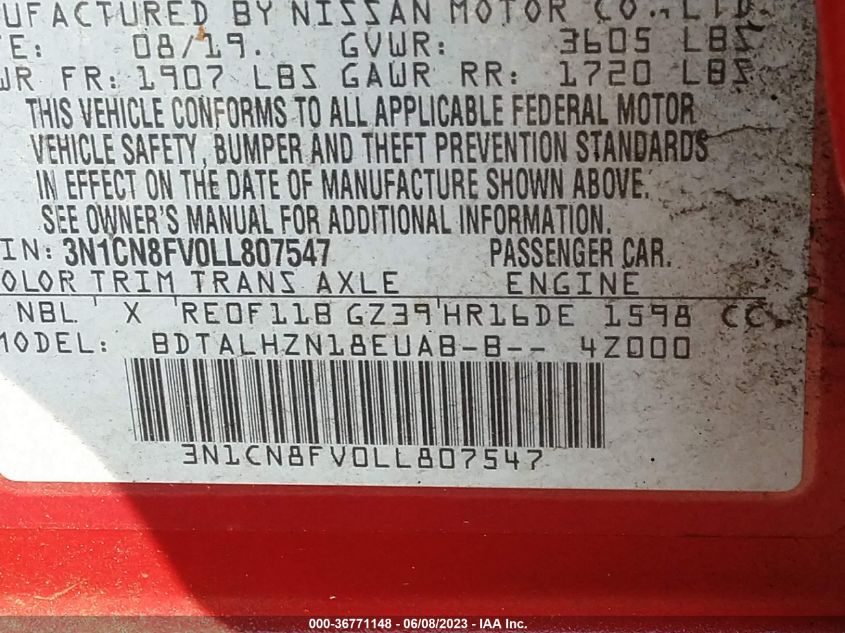 UFACTURED BY NISSAN MOTOR CO.,LTD.
TE: 08/19. GVWR: 3605 LBS
WR FR: 1907 LBS GAWR RR: 1720 LBS
THIS VEHICLE CONFORMS TO ALL APPLICABLE FEDERAL MOTOR
VEHICLE SAFETY, BUMPER AND THEFT PREVENTION STANDARDS
IN EFFECT ON THE DATE OF MANUFACTURE SHOWN ABOVE.
SEE OWNER'S MANUAL FOR ADDITIONAL INFORMATION.
IN: 3N1CN8FV0LL807547 PASSENGER CAR.
OLOR TRIM TRANS AXLE ENGINE
NBL X RE0F11B GZ39 HR16DE 1598 CC
MODEL: BDTALHZN18EUAB-B-- 4Z000
3N1CN8FV0LL807547
000-36771148 - 06/08/2023 - IAA Inc.